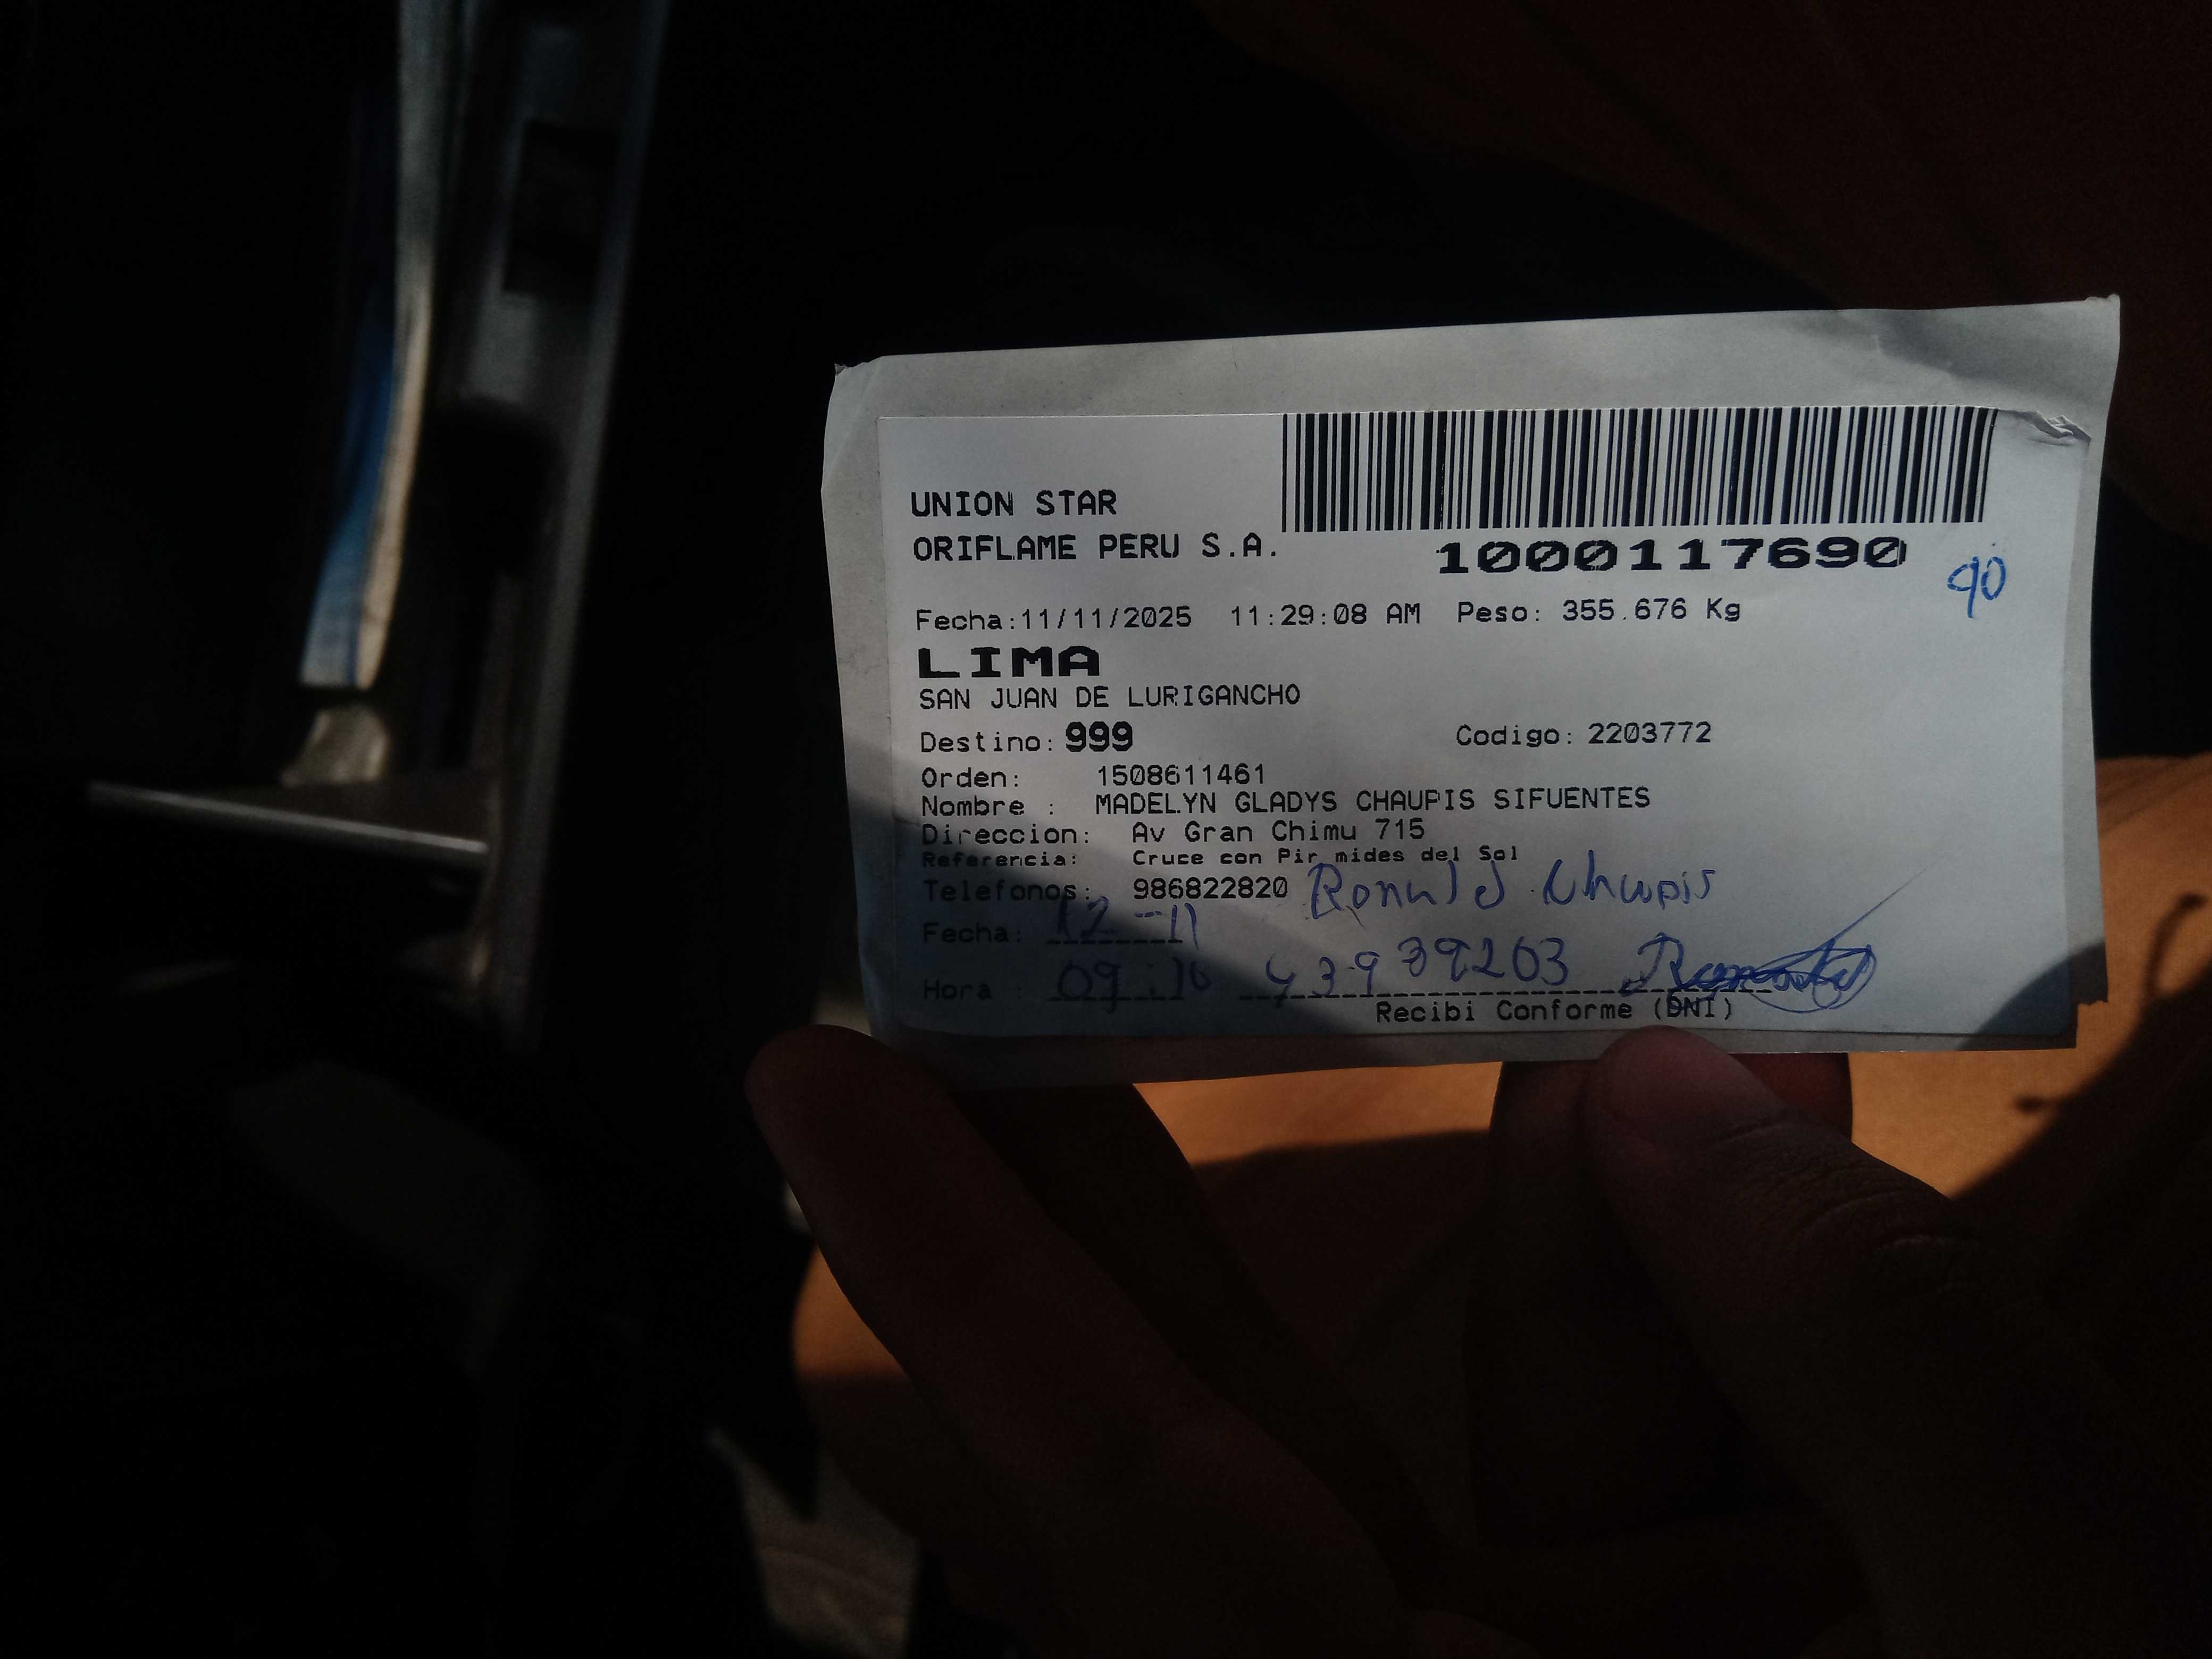 UNION STAR
ORIFLAME PERU S.A.
1000117690
90
Fecha:11/11/2025 11:29:08 AM Peso: 355.676 Kg
LIMA
SAN JUAN DE LURIGANCHO
Destino: 999 Codigo: 2203772
Orden: 1508611461
Nombre : MADELYN GLADYS CHAUPIS SIFUENTES
Direccion: Av Gran Chimu 715
Referencia: Cruce con Pir mides del Sol
Telefonos: 986822820 Ronald Chaupis
Fecha: 12-11
Hora : 09:
Recibi Conforme (DNI)